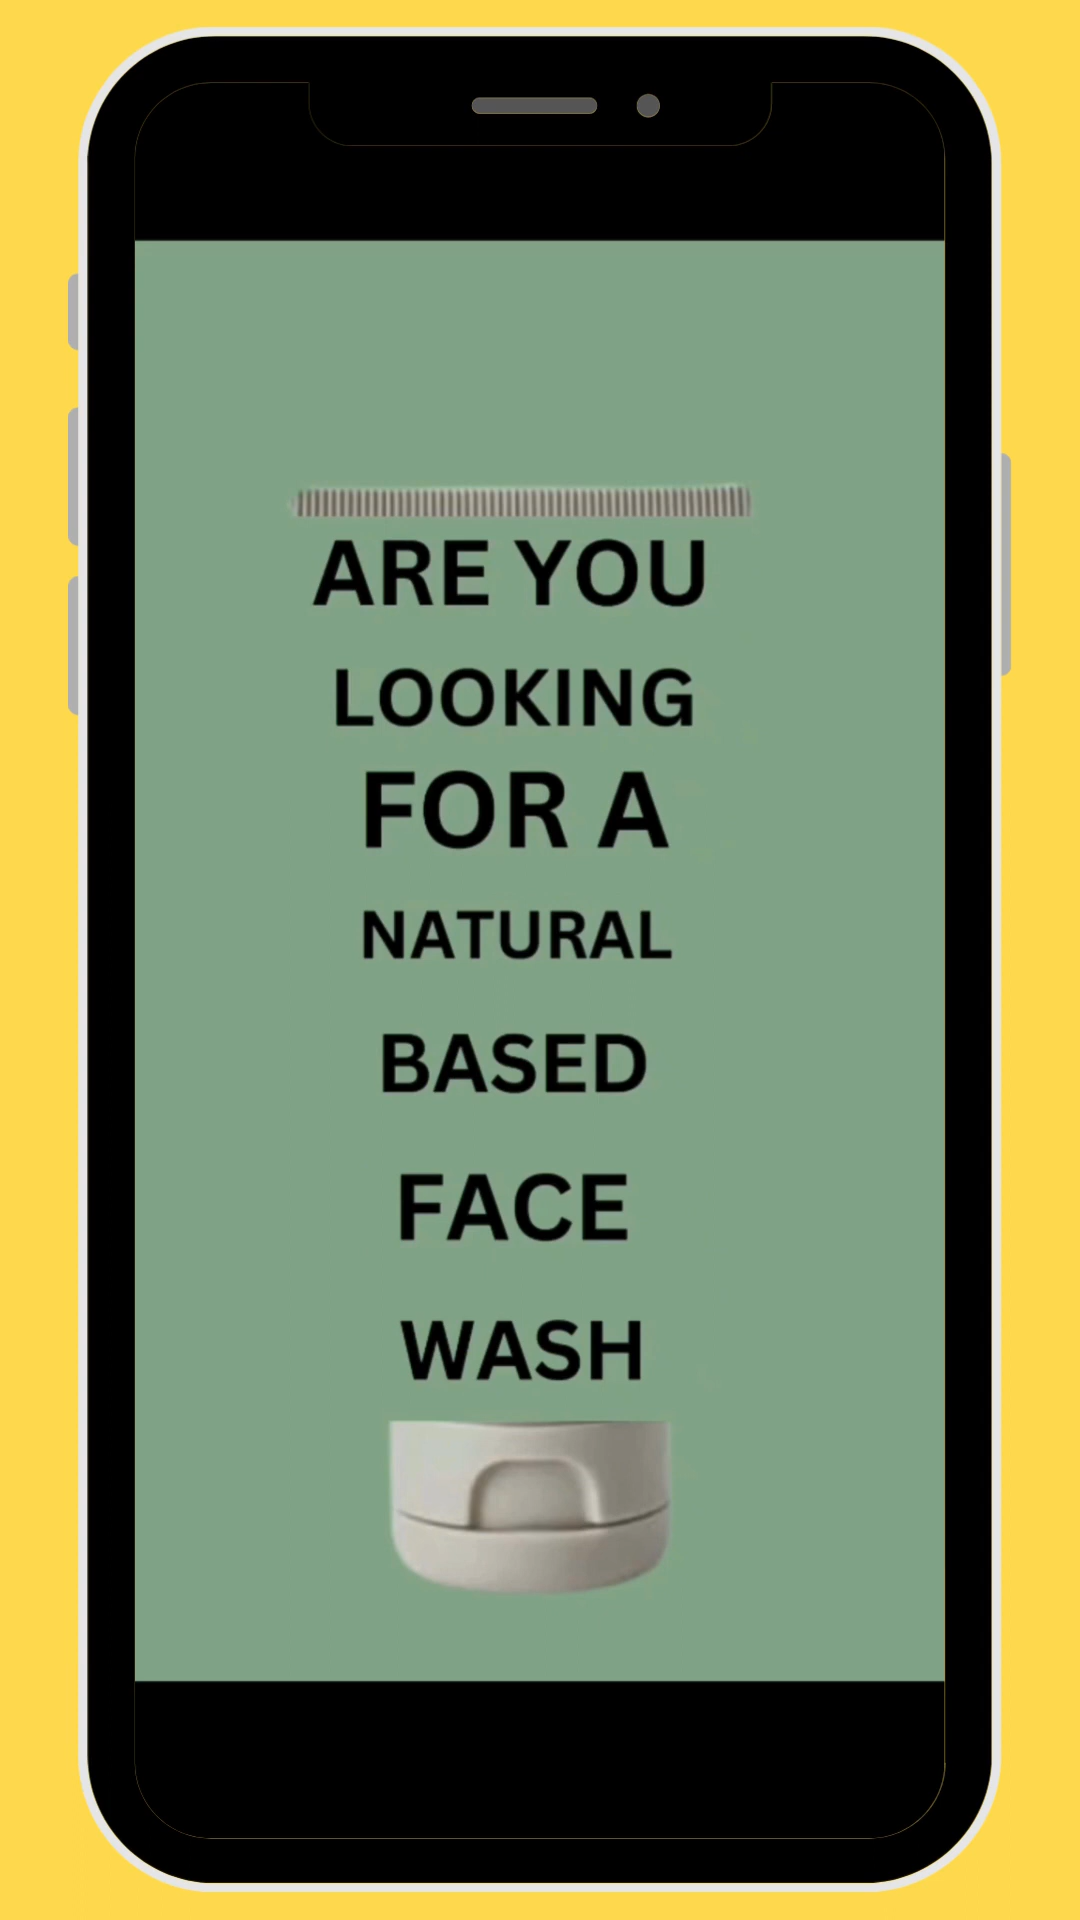 ARE YOU
LOOKING
FOR A
NATURAL
BASED
FACE
WASH